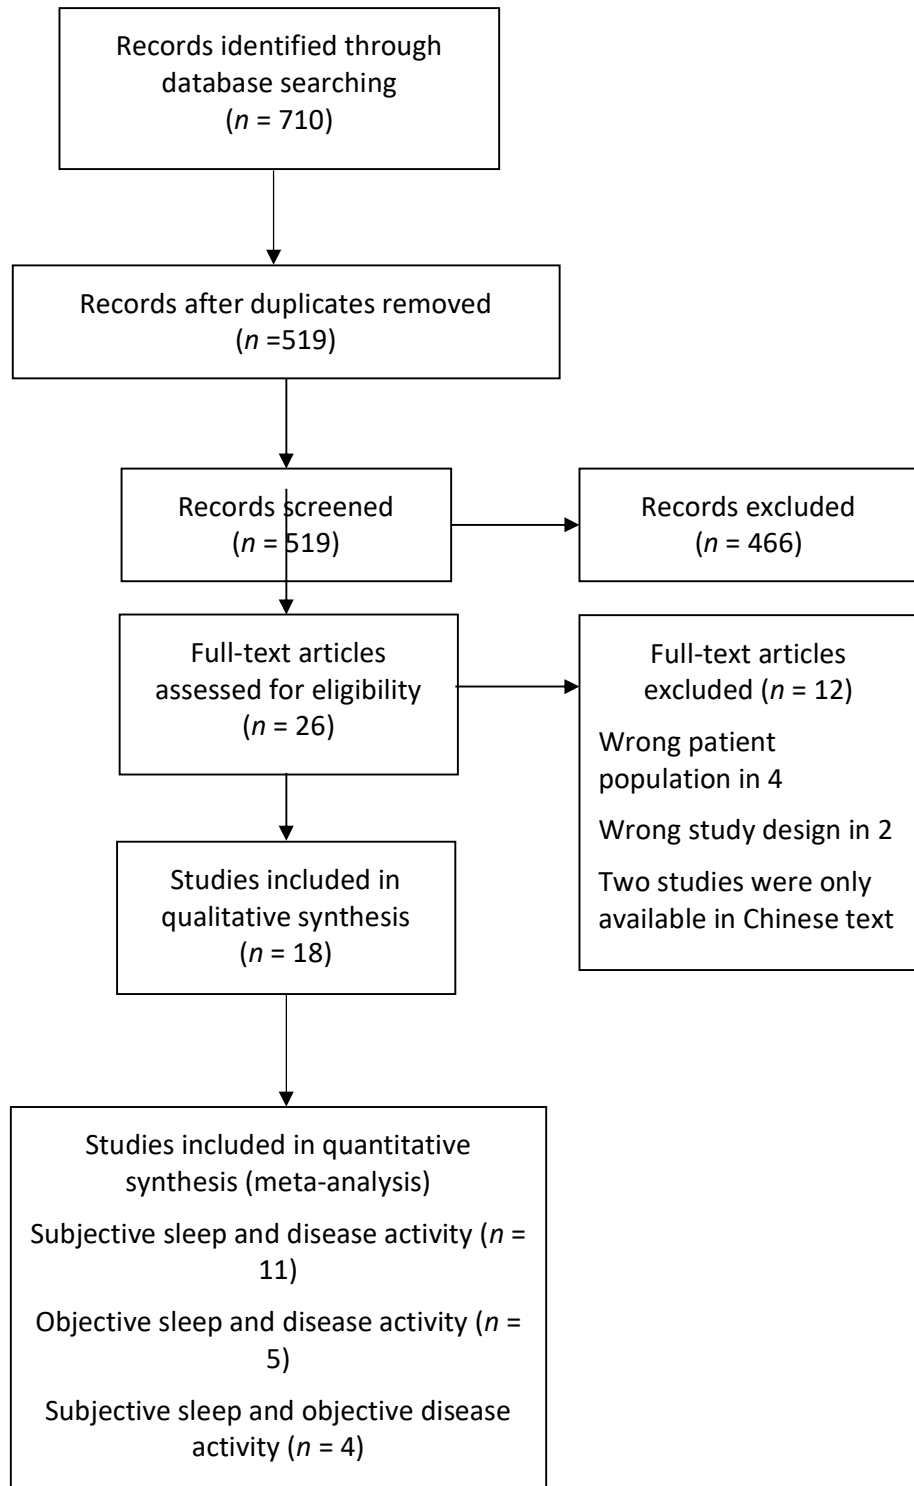 Records identified through
database searching
(n = 710)
Records after duplicates removed
(n =519)
Records screened
(n = 519)
Records excluded
(n = 466)
Full-text articles
assessed for eligibility
(n = 26)
Full-text articles
excluded (n = 12)
Wrong patient
population in 4
Wrong study design in 2
Two studies were only
available in Chinese text
Studies included in
qualitative synthesis
(n = 18)
Studies included in quantitative
synthesis (meta-analysis)
Subjective sleep and disease activity (n =
11)
Objective sleep and disease activity (n =
5)
Subjective sleep and objective disease
activity (n = 4)